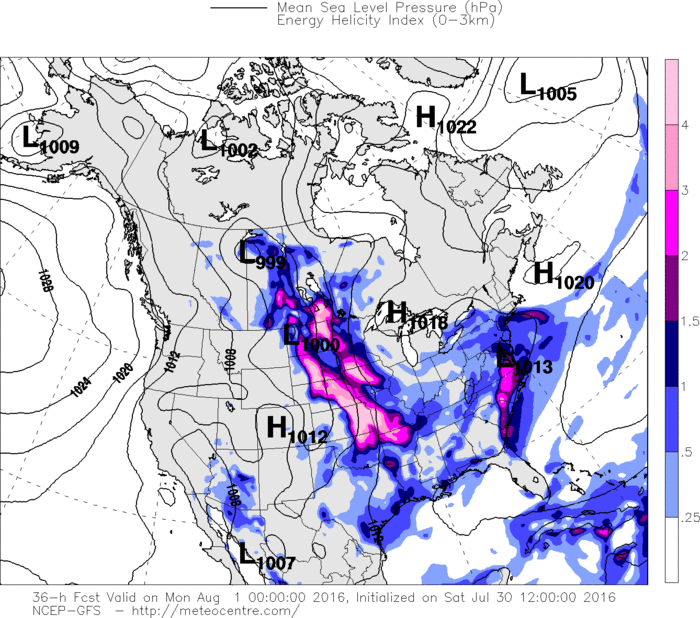 Mean Sea Level Pressure (hPa)
Energy Helicity Index (0-3km)
L1005
H1022
L1009
L1002
L999
H1020
1028
H1018
L1000
1012
1008
L1013
1020
1024
H1012
1008
1012
L1007
4
3
2
1.5
1
.5
.25
36-h Fcst Valid on Mon Aug 1 00:00:00 2016, Initialized on Sat Jul 30 12:00:00 2016
NCEP-GFS - http://meteocentre.com/